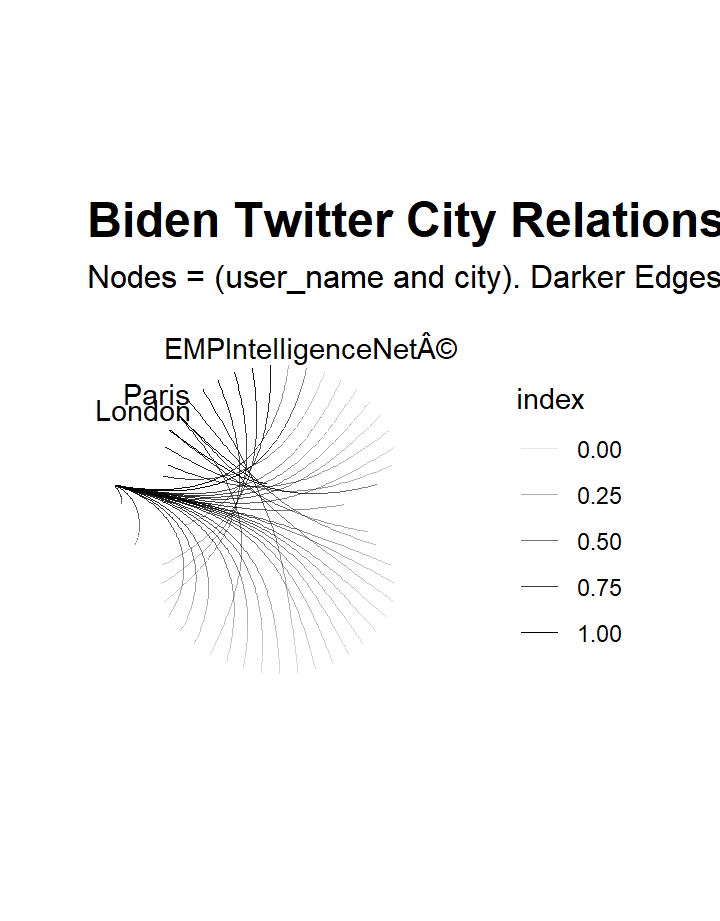 Biden Twitter City Relations
Nodes = (user_name and city). Darker Edges
EMPIntelligenceNetÂ©
Paris
London
index
0.00
0.25
0.50
0.75
1.00